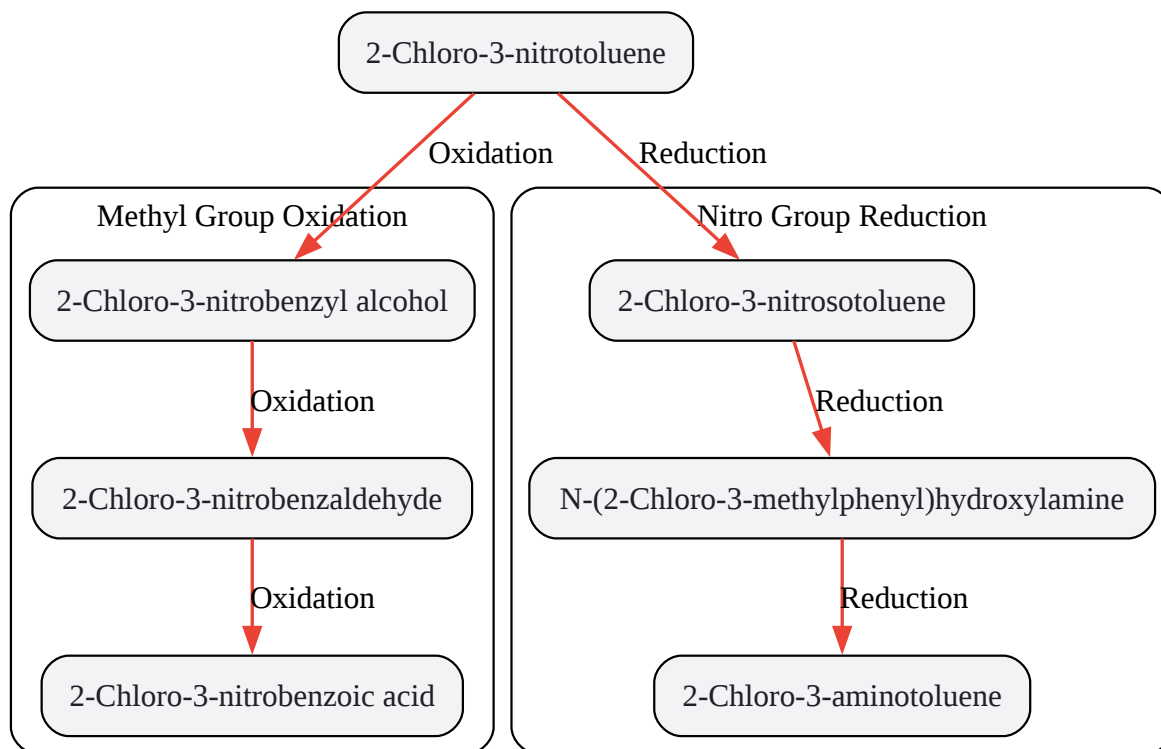 2-Chloro-3-nitrotoluene
Oxidation
Reduction
Methyl Group Oxidation
Nitro Group Reduction
2-Chloro-3-nitrobenzyl alcohol
2-Chloro-3-nitrosotoluene
Oxidation
Reduction
2-Chloro-3-nitrobenzaldehyde
N-(2-Chloro-3-methylphenyl)hydroxylamine
Oxidation
Reduction
2-Chloro-3-nitrobenzoic acid
2-Chloro-3-aminotoluene